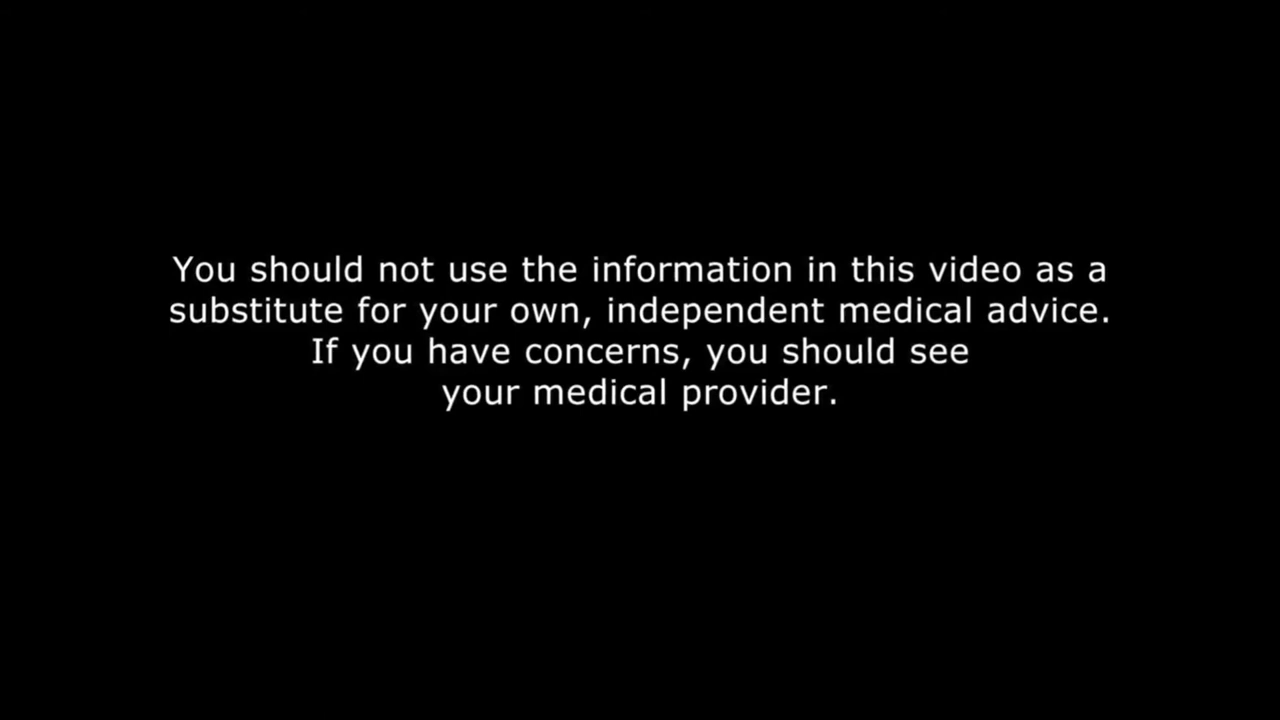 You should not use the information in this video as a
substitute for your own, independent medical advice.
If you have concerns, you should see
your medical provider.